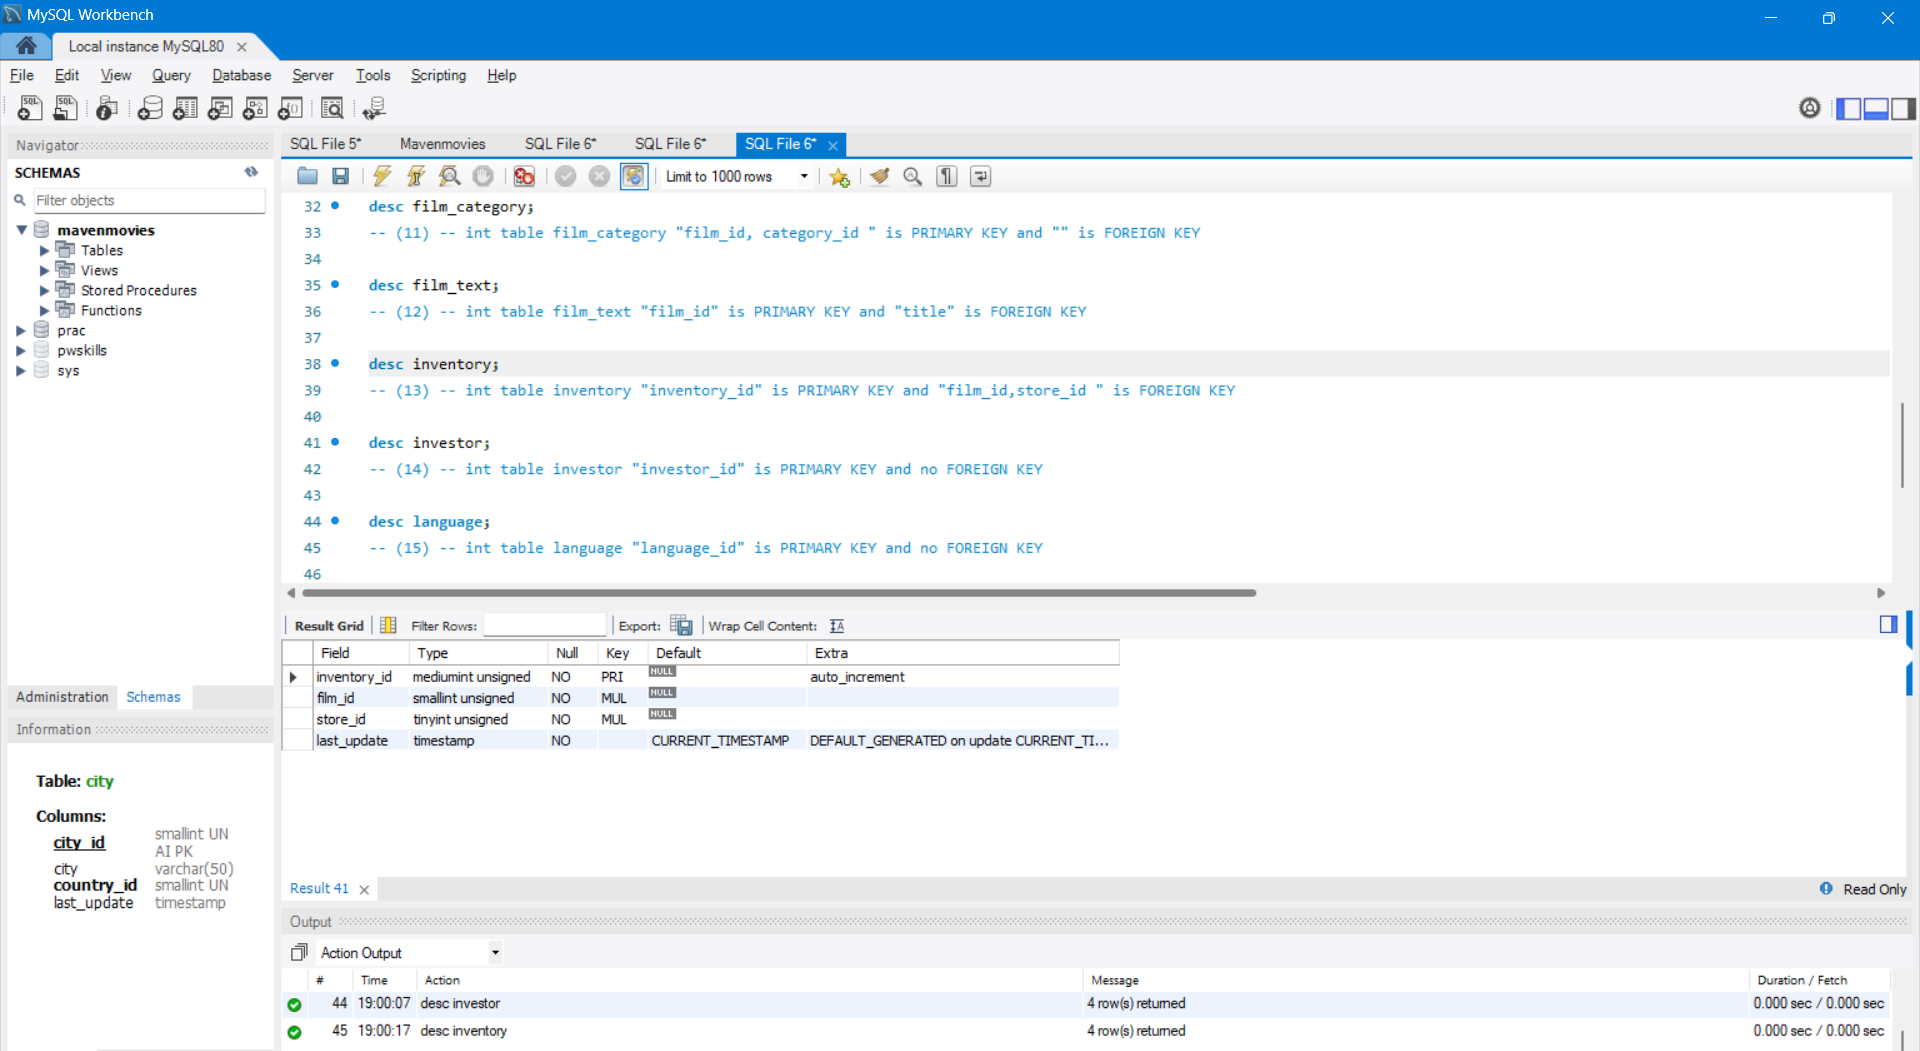 MySQL Workbench
Local instance MySQL80
File Edit View Query Database Server Tools Scripting Help
Navigator
SCHEMAS
Filter objects
mavenmovies
Tables
Views
Stored Procedures
Functions
prac
pwskills
sys
Administration Schemas
Information
Table: city
Columns:
city_id smallint UN AI PK
city varchar(50)
country_id smallint UN
last_update timestamp
SQL File 5* Mavenmovies SQL File 6* SQL File 6* SQL File 6*
Limit to 1000 rows
32 desc film_category;
33 -- (11) -- int table film_category "film_id, category_id " is PRIMARY KEY and "" is FOREIGN KEY
34
35 desc film_text;
36 -- (12) -- int table film_text "film_id" is PRIMARY KEY and "title" is FOREIGN KEY
37
38 desc inventory;
39 -- (13) -- int table inventory "inventory_id" is PRIMARY KEY and "film_id,store_id " is FOREIGN KEY
40
41 desc investor;
42 -- (14) -- int table investor "investor_id" is PRIMARY KEY and no FOREIGN KEY
43
44 desc language;
45 -- (15) -- int table language "language_id" is PRIMARY KEY and no FOREIGN KEY
46
Result Grid Filter Rows: Export: Wrap Cell Content:
Field Type Null Key Default Extra
inventory_id mediumint unsigned NO PRI NULL auto_increment
film_id smallint unsigned NO MUL NULL
store_id tinyint unsigned NO MUL NULL
last_update timestamp NO CURRENT_TIMESTAMP DEFAULT_GENERATED on update CURRENT_TI...
Result 41 Read Only
Output
Action Output
# Time Action Message Duration / Fetch
44 19:00:07 desc investor 4 row(s) returned 0.000 sec / 0.000 sec
45 19:00:17 desc inventory 4 row(s) returned 0.000 sec / 0.000 sec